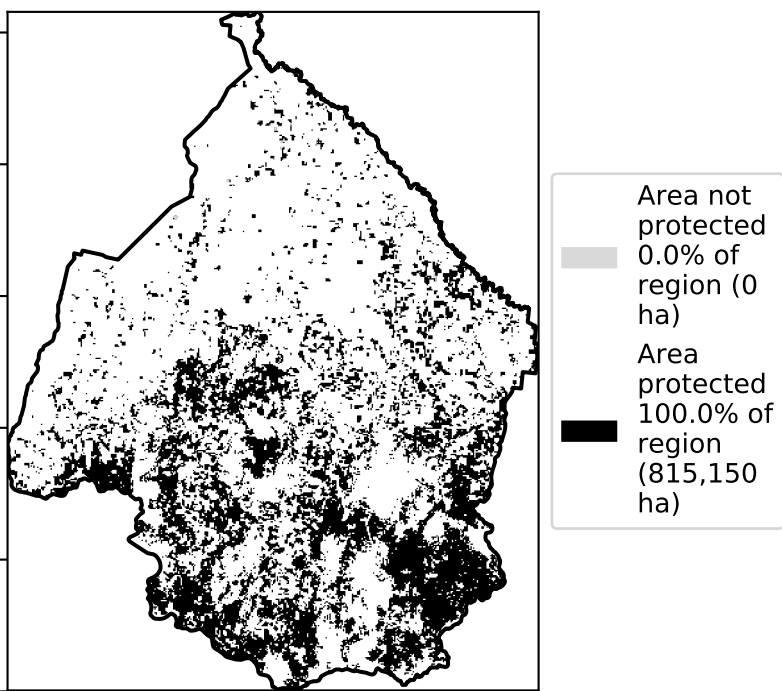 Area not
protected
0.0% of
region (0
ha)
Area
protected
100.0% of
region
(815,150
ha)